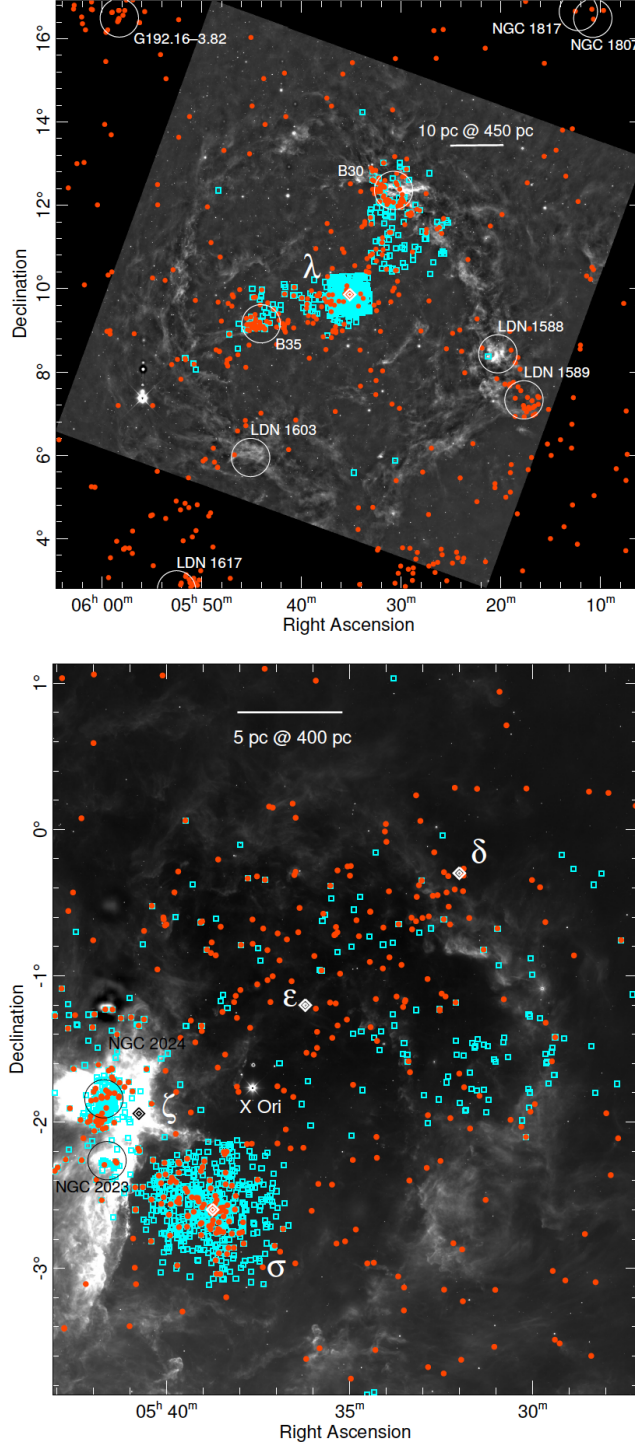 16°
G192.16–3.82
NGC 1817
NGC 1807
14°
10 pc @ 450 pc
B30
12°
λ
10°
Declination
B35
LDN 1588
8°
LDN 1589
LDN 1603
6°
4°
LDN 1617
06ʰ 00ᵐ 05ʰ 50ᵐ 40ᵐ 30ᵐ 20ᵐ 10ᵐ
Right Ascension
1°
5 pc @ 400 pc
0°
δ
-1°
ε
Declination
NGC 2024
X Ori
ζ
-2°
NGC 2023
σ
-3°
05ʰ 40ᵐ 35ᵐ 30ᵐ
Right Ascension